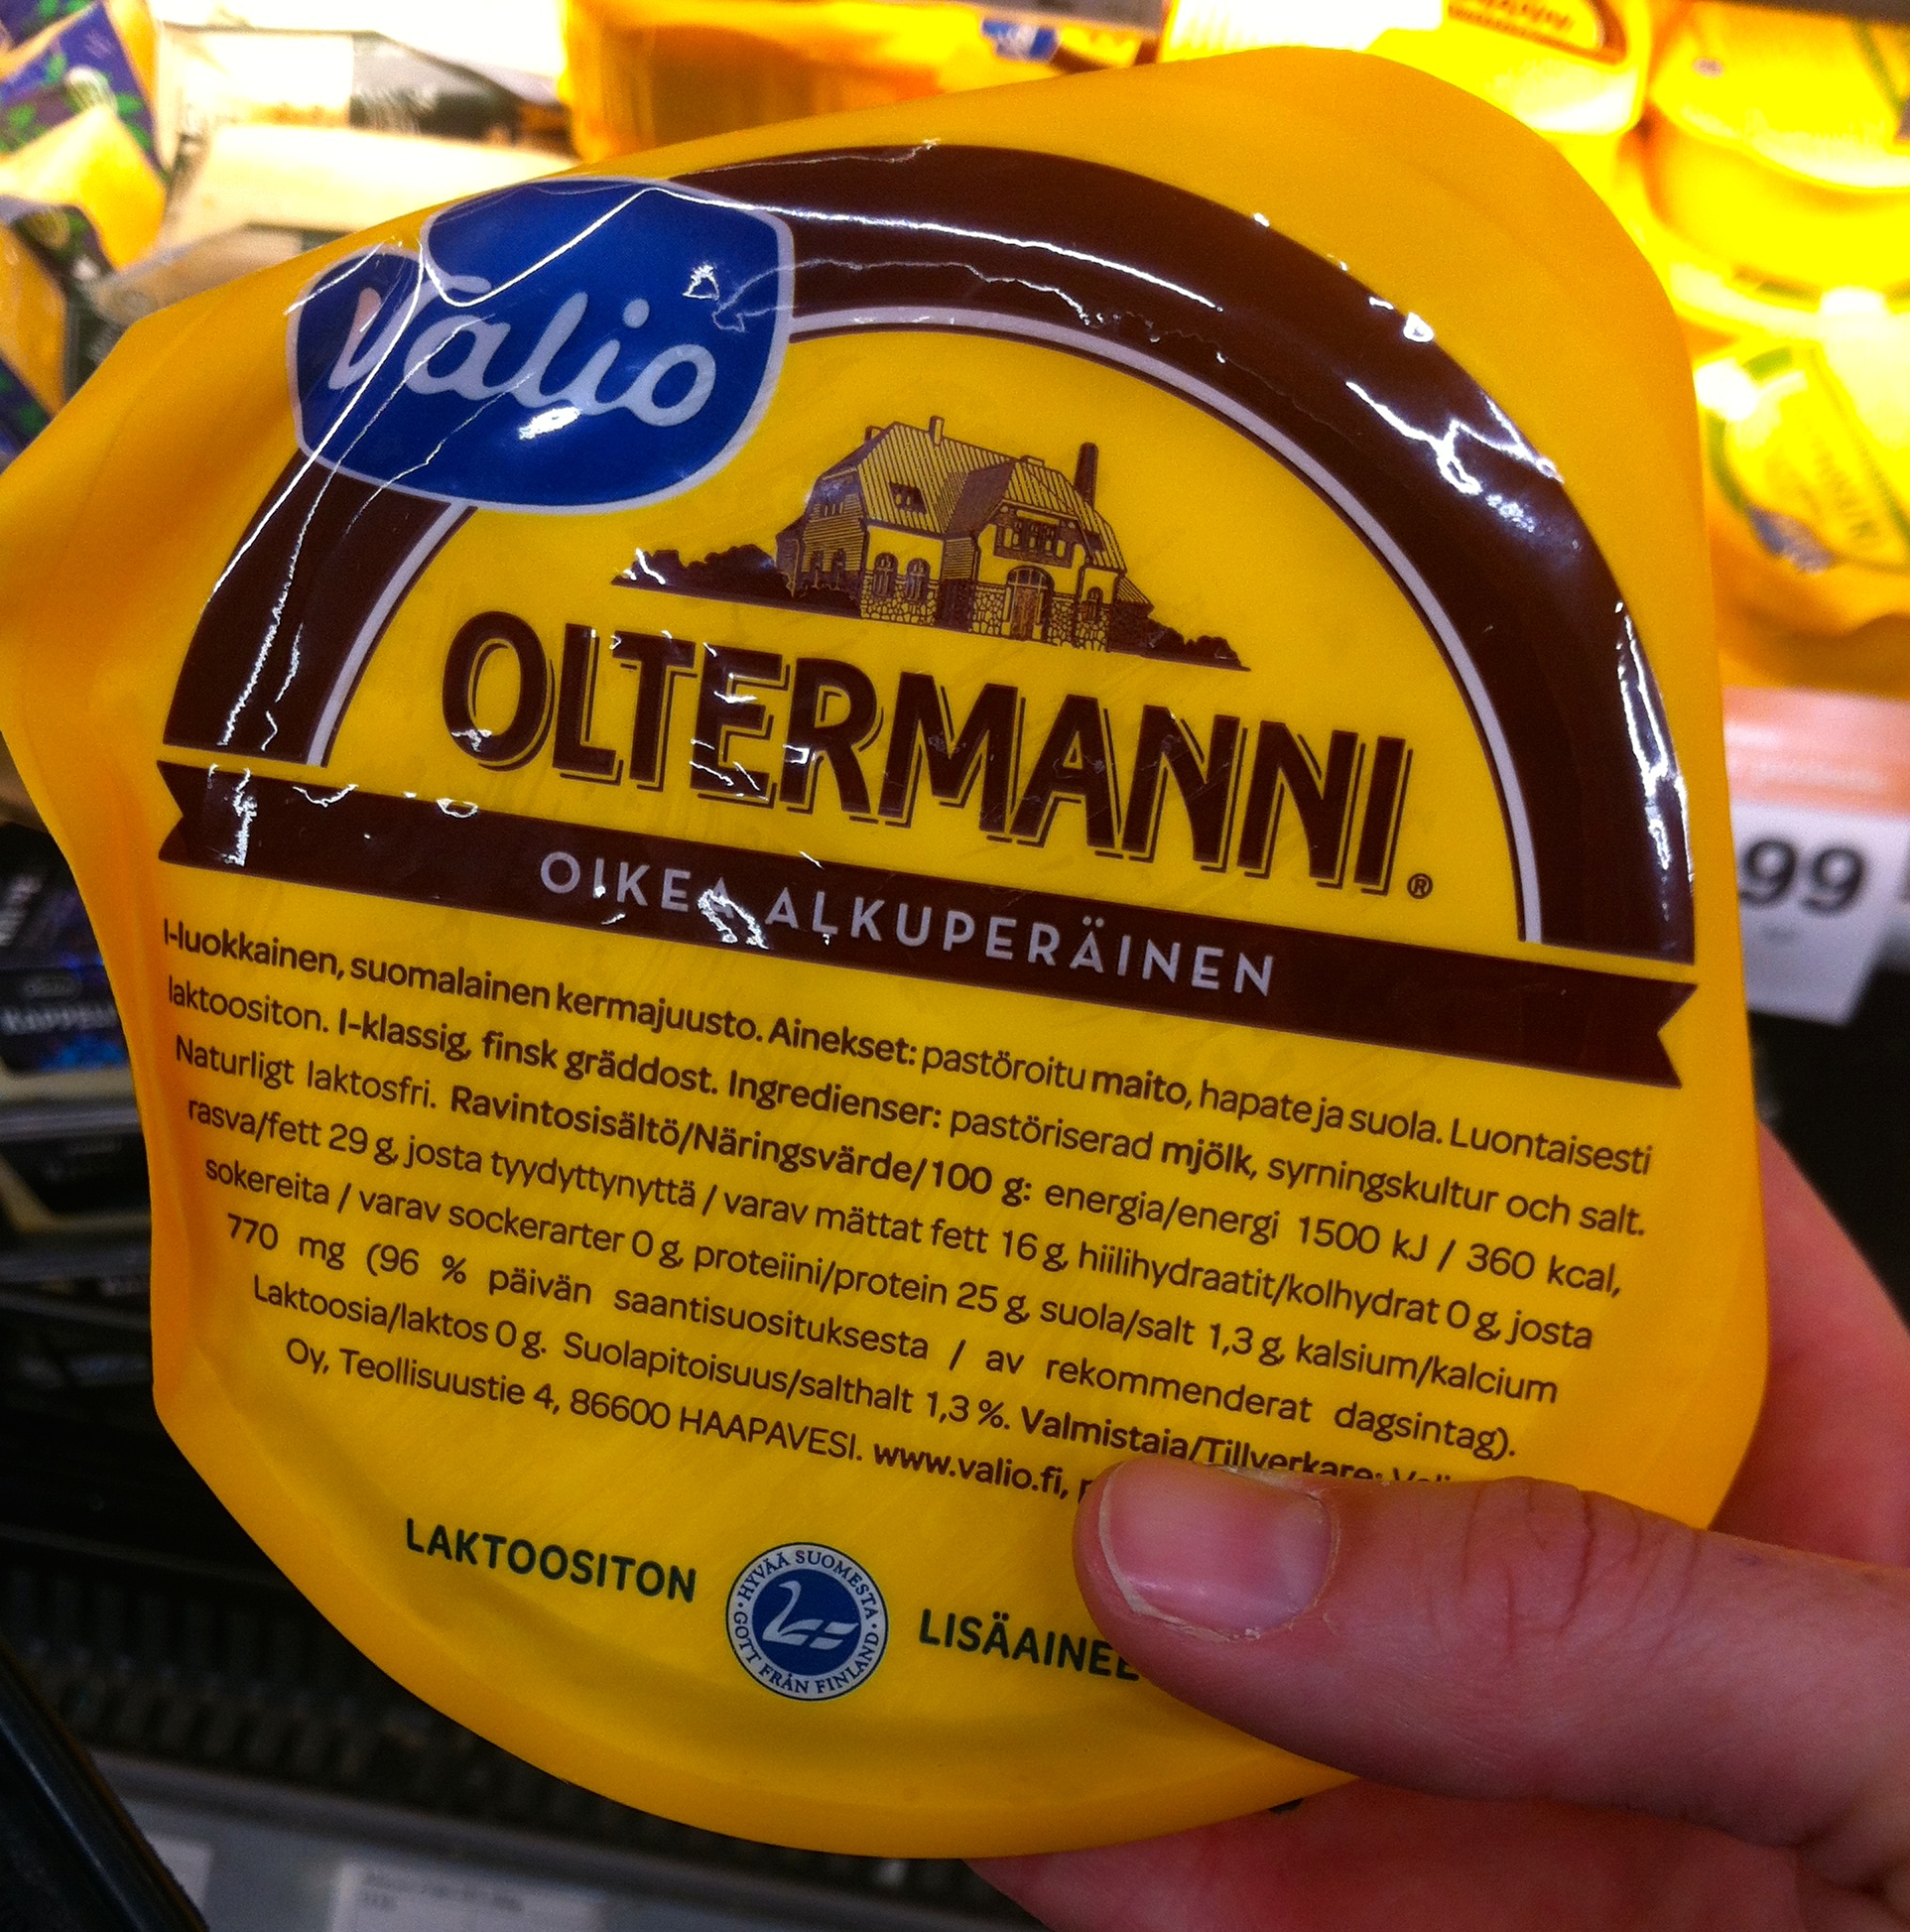 Valio
OLTERMANNI®
OIKEA ALKUPERÄINEN
I-luokkainen, suomalainen kermajuusto. Ainekset: pastöroitu maito, hapate ja suola. Luontaisesti
laktoositon. I-klassig, finsk gräddost. Ingredienser: pastöriserad mjölk, syrningskultur och salt.
Naturligt laktosfri. Ravintosisältö/Näringsvärde/100 g: energia/energi 1500 kJ / 360 kcal,
rasva/fett 29 g, josta tyydyttynyttä / varav mättat fett 16 g, hiilihydraatit/kolhydrat 0 g, josta
sokereita / varav sockerarter 0 g, proteiini/protein 25 g, suola/salt 1,3 g, kalsium/kalcium
770 mg (96 % päivän saantisuosituksesta / av rekommenderat dagsintag).
Laktoosia/laktos 0 g. Suolapitoisuus/salthalt 1,3 %. Valmistaja/Tillverkare:
Oy, Teollisuustie 4, 86600 HAAPAVESI. www.valio.fi,
LAKTOOSITON
HYVÄÄ SUOMESTA
GOTT FRÅN FINLAND
99